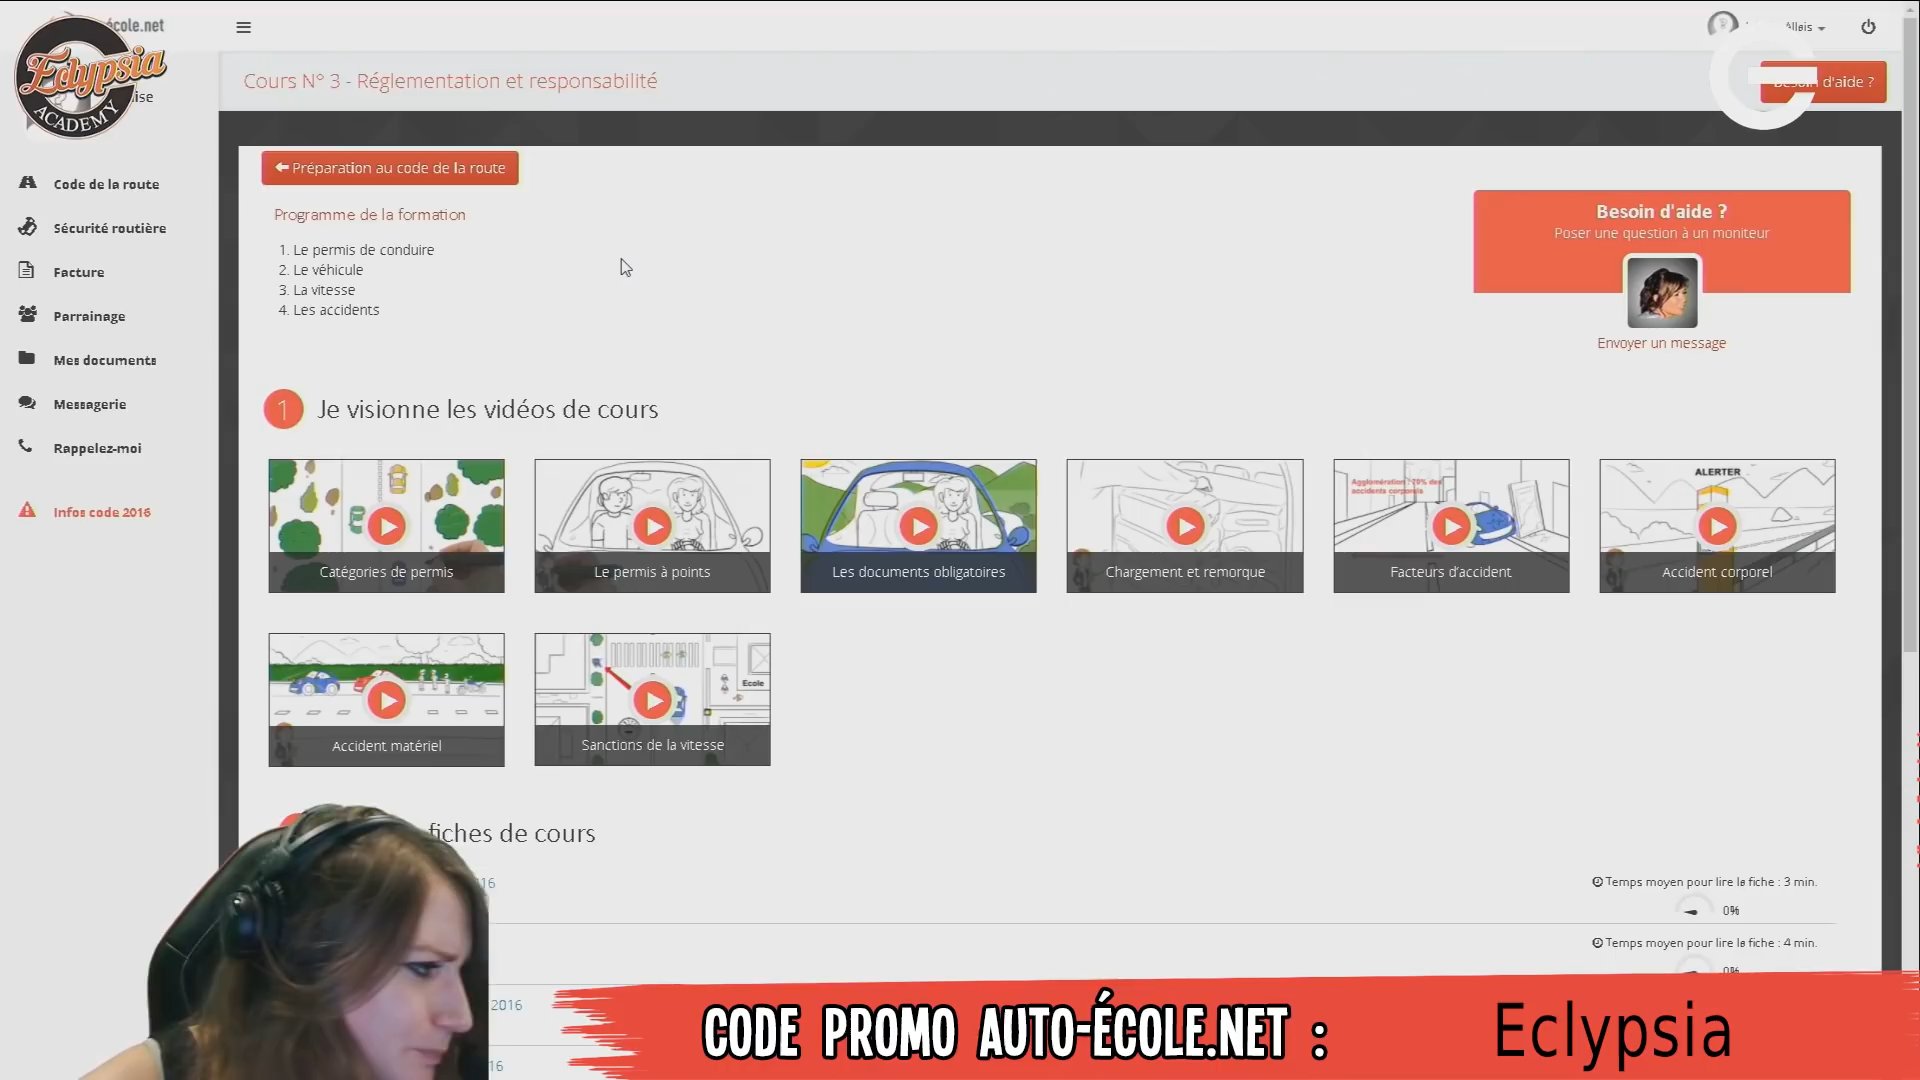 école.net
Eclypsia
ACADEMY
Cours N° 3 - Réglementation et responsabilité
d'aide ?
Code de la route
Sécurité routière
Facture
Parrainage
Mes documents
Messagerie
Rappelez-moi
Infos code 2016
Préparation au code de la route
Programme de la formation
1. Le permis de conduire
2. Le véhicule
3. La vitesse
4. Les accidents
Besoin d'aide ?
Poser une question à un moniteur
Envoyer un message
1 Je visionne les vidéos de cours
Catégories de permis
Le permis à points
Les documents obligatoires
Chargement et remorque
Agglomération : 70% des
accidents corporels
Facteurs d'accident
ALERTER
Accident corporel
Accident matériel
Ecole
Sanctions de la vitesse
fiches de cours
Temps moyen pour lire la fiche : 3 min.
0%
Temps moyen pour lire la fiche : 4 min.
0%
2016
CODE PROMO AUTO-ÉCOLE.NET :
Eclypsia